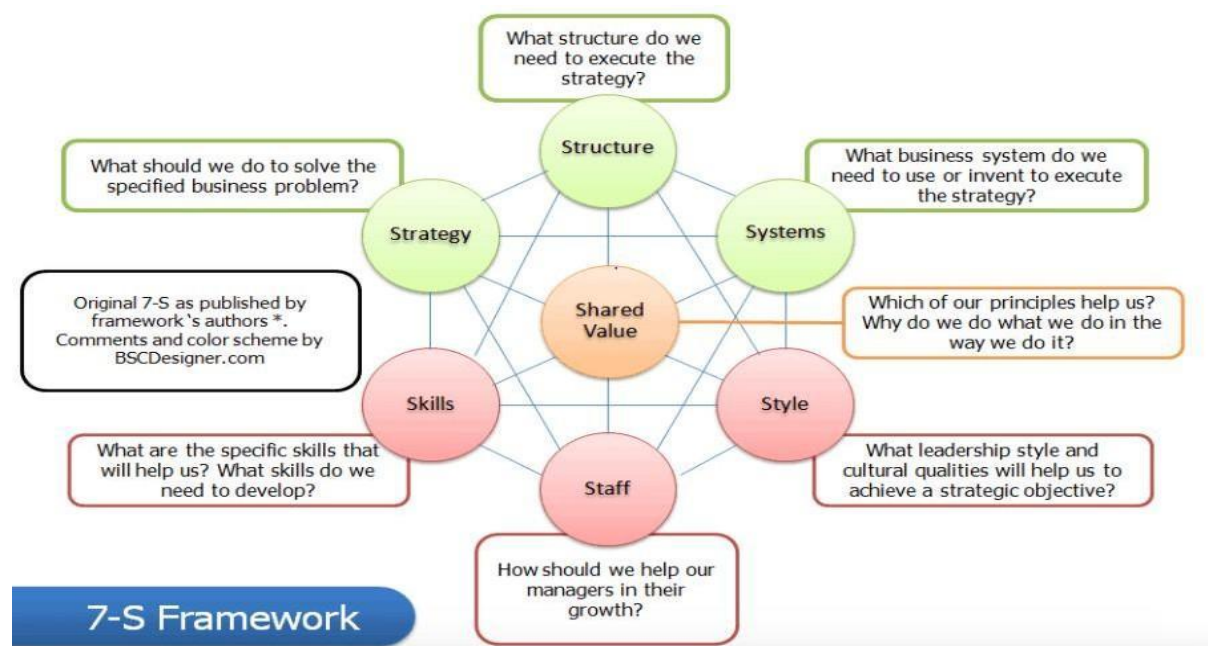 What structure do we
need to execute the
strategy?
Structure
What should we do to solve the
specified business problem?
What business system do we
need to use or invent to execute
the strategy?
Strategy
Systems
Original 7-S as published by
framework`s authors *.
Comments and color scheme by
BSCDesigner.com
Shared
Value
Which of our principles help us?
Why do we do what we do in the
way we do it?
Skills
Style
What are the specific skills that
will help us? What skills do we
need to develop?
What leadership style and
cultural qualities will help us to
achieve a strategic objective?
Staff
How should we help our
managers in their
growth?
7-S Framework